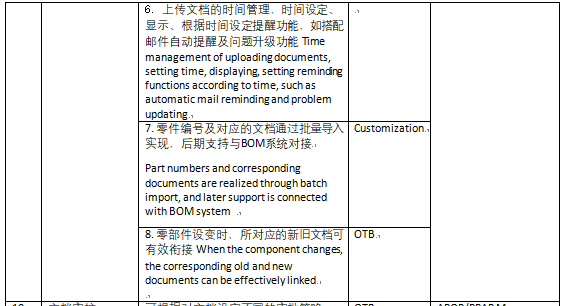 6. 上传文档的时间管理，时间设定、
显示、根据时间设定提醒功能，如搭配
邮件自动提醒及问题升级功能 Time
management of uploading documents,
setting time, displaying, setting reminding
functions according to time, such as
automatic mail reminding and problem
updating
7. 零件编号及对应的文档通过批量导入
实现，后期支持与BOM系统对接
Customization
Part numbers and corresponding
documents are realized through batch
import, and later support is connected
with BOM system
8. 零部件设变时，所对应的新旧文档可
OTB
有效衔接 When the component changes,
the corresponding old and new
documents can be effectively linked